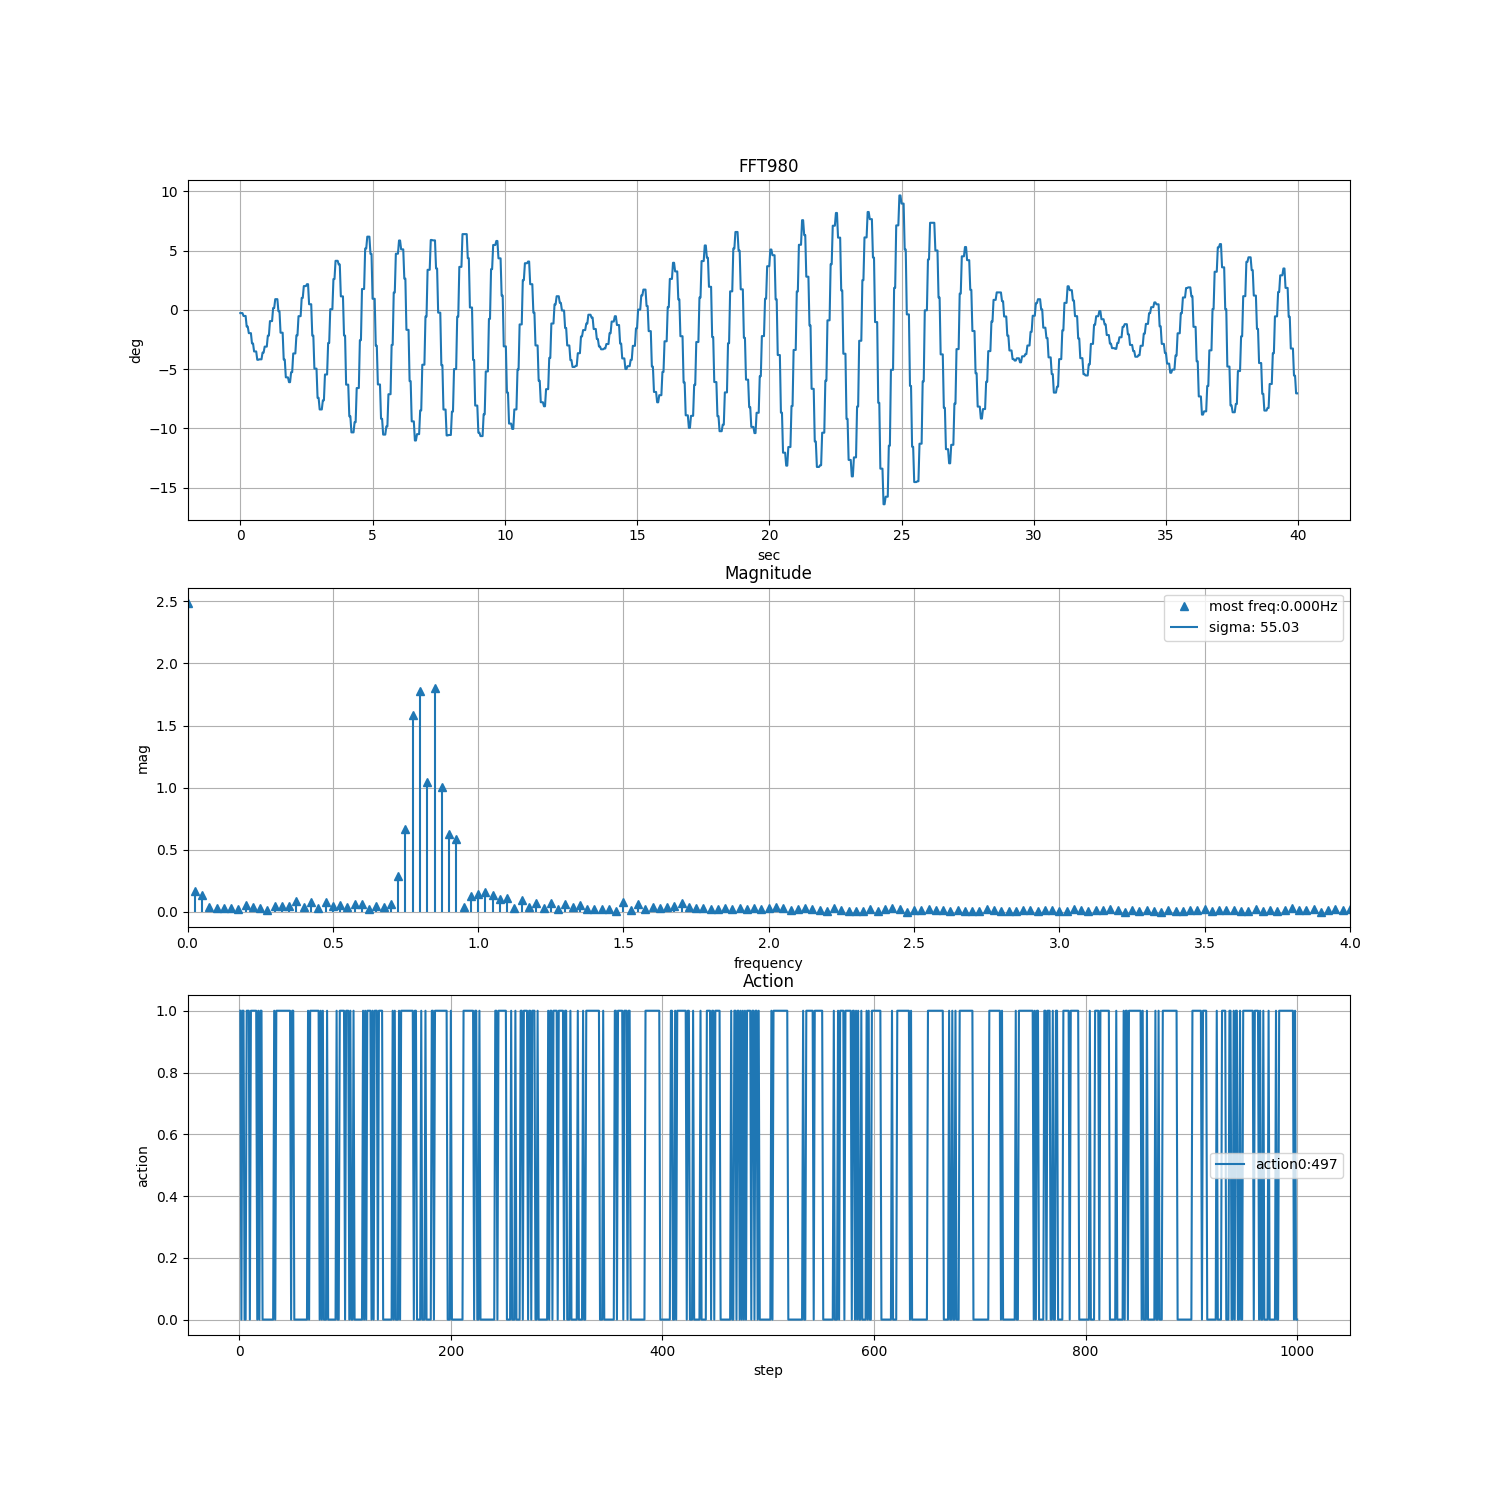 FFT980
10
5
0
−5
−10
−15
deg
0 5 10 15 20 25 30 35 40
sec
Magnitude
2.5
2.0
1.5
1.0
0.5
0.0
mag
most freq:0.000Hz
sigma: 55.03
0.0 0.5 1.0 1.5 2.0 2.5 3.0 3.5 4.0
frequency
Action
1.0
0.8
0.6
0.4
0.2
0.0
action
action0:497
0 200 400 600 800 1000
step